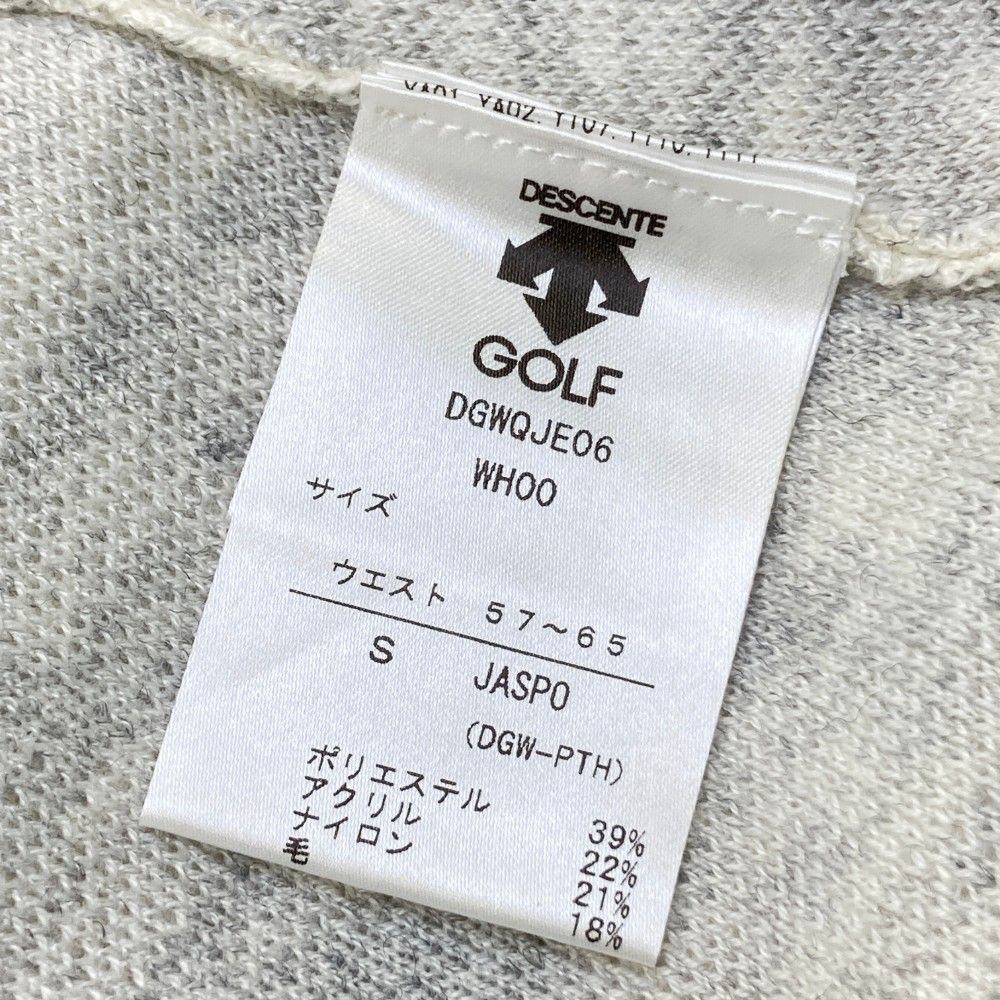 DESCENTE
GOLF
DGWQJE06
WH00
サイズ
ウエスト 57～65
S JASPO
(DGW-PTH)
ポリエステル 39%
アクリル 22%
ナイロン 21%
毛 18%